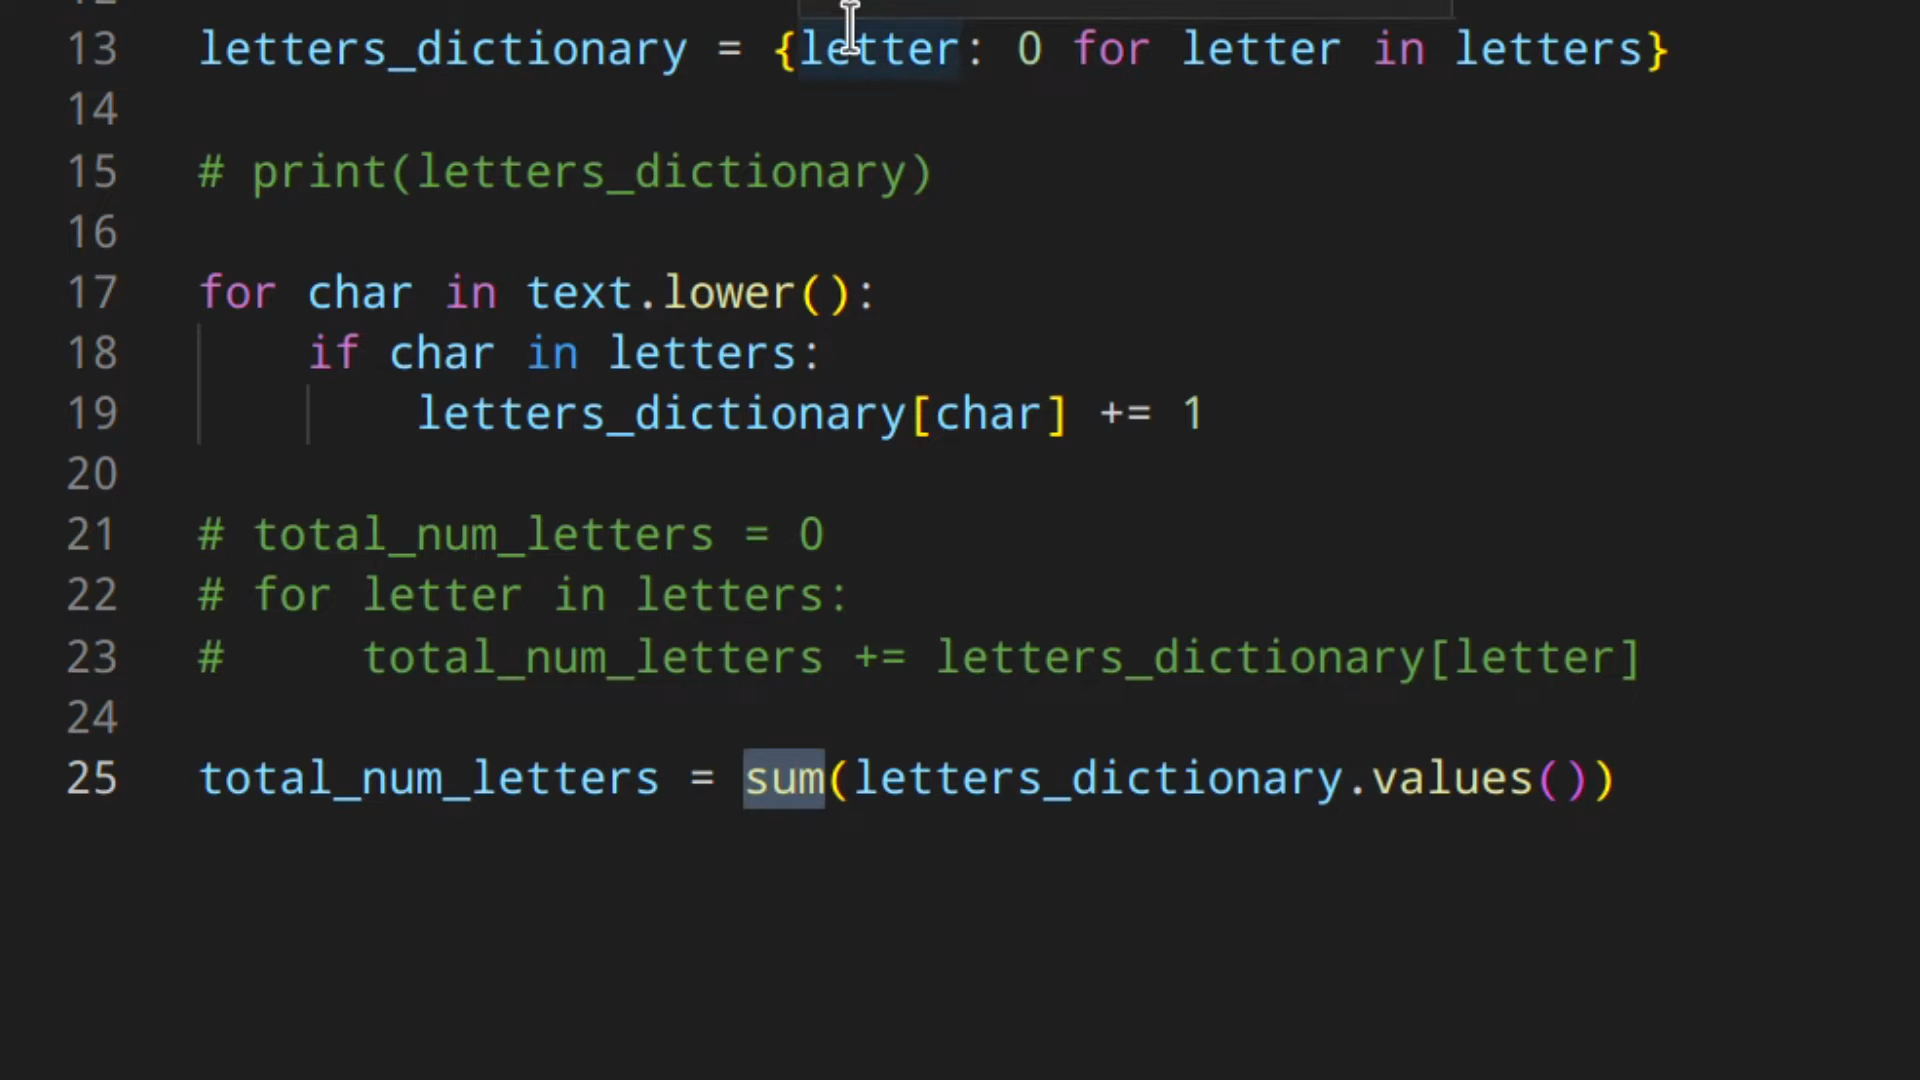 13 letters_dictionary = {letter: 0 for letter in letters}
14
15 # print(letters_dictionary)
16
17 for char in text.lower():
18     if char in letters:
19         letters_dictionary[char] += 1
20
21 # total_num_letters = 0
22 # for letter in letters:
23 #     total_num_letters += letters_dictionary[letter]
24
25 total_num_letters = sum(letters_dictionary.values())